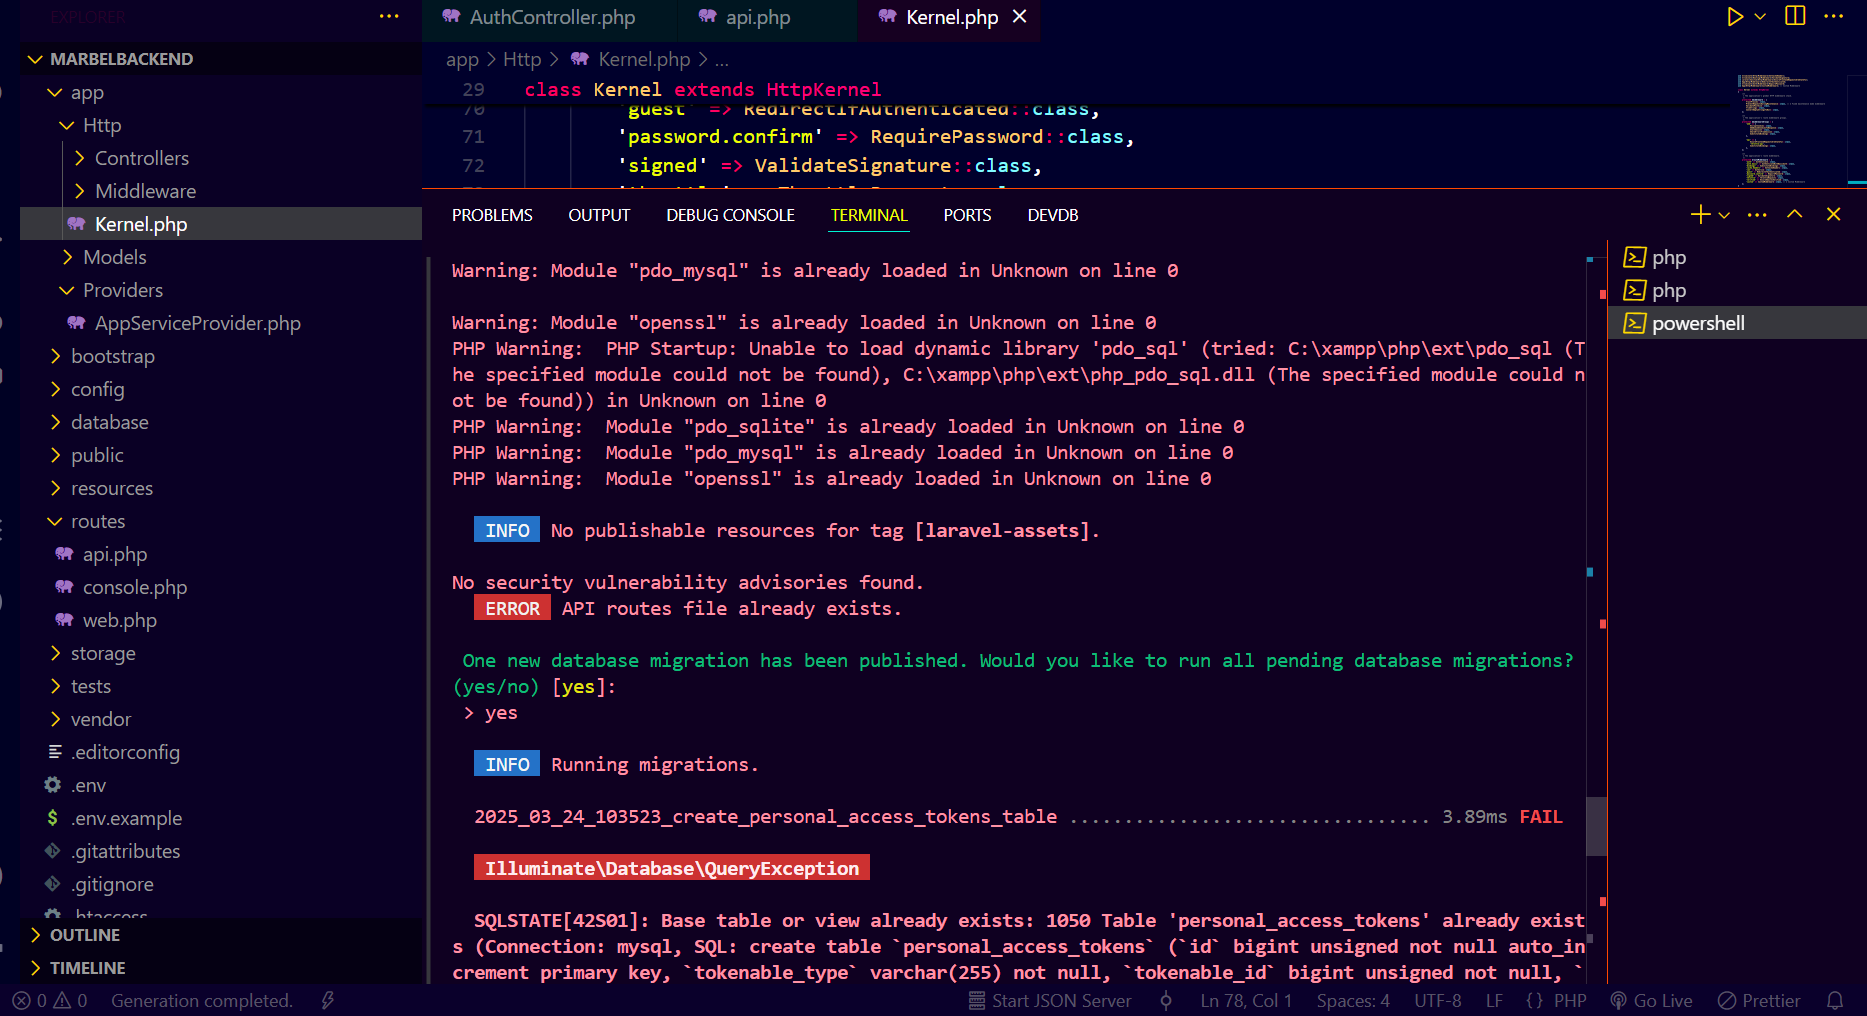 EXPLORER
MARBELBACKEND
app
Http
Controllers
Middleware
Kernel.php
Models
Providers
AppServiceProvider.php
bootstrap
config
database
public
resources
routes
api.php
console.php
web.php
storage
tests
vendor
.editorconfig
.env
.env.example
.gitattributes
.gitignore
.htaccess
OUTLINE
TIMELINE
AuthController.php api.php Kernel.php
app > Http > Kernel.php > ...
29 class Kernel extends HttpKernel
70 'guest' => RedirectIfAuthenticated::class,
71 'password.confirm' => RequirePassword::class,
72 'signed' => ValidateSignature::class,
PROBLEMS OUTPUT DEBUG CONSOLE TERMINAL PORTS DEVDB
Warning: Module "pdo_mysql" is already loaded in Unknown on line 0
Warning: Module "openssl" is already loaded in Unknown on line 0
PHP Warning:  PHP Startup: Unable to load dynamic library 'pdo_sql' (tried: C:\xampp\php\ext\pdo_sql (T
he specified module could not be found), C:\xampp\php\ext\php_pdo_sql.dll (The specified module could n
ot be found)) in Unknown on line 0
PHP Warning:  Module "pdo_sqlite" is already loaded in Unknown on line 0
PHP Warning:  Module "pdo_mysql" is already loaded in Unknown on line 0
PHP Warning:  Module "openssl" is already loaded in Unknown on line 0
INFO No publishable resources for tag [laravel-assets].
No security vulnerability advisories found.
ERROR API routes file already exists.
One new database migration has been published. Would you like to run all pending database migrations?
(yes/no) [yes]:
> yes
INFO Running migrations.
2025_03_24_103523_create_personal_access_tokens_table ................................. 3.89ms FAIL
Illuminate\Database\QueryException
SQLSTATE[42S01]: Base table or view already exists: 1050 Table 'personal_access_tokens' already exist
s (Connection: mysql, SQL: create table `personal_access_tokens` (`id` bigint unsigned not null auto_in
crement primary key, `tokenable_type` varchar(255) not null, `tokenable_id` bigint unsigned not null, `
php
php
powershell
0 0 Generation completed. Start JSON Server Ln 78, Col 1 Spaces: 4 UTF-8 LF {} PHP Go Live Prettier